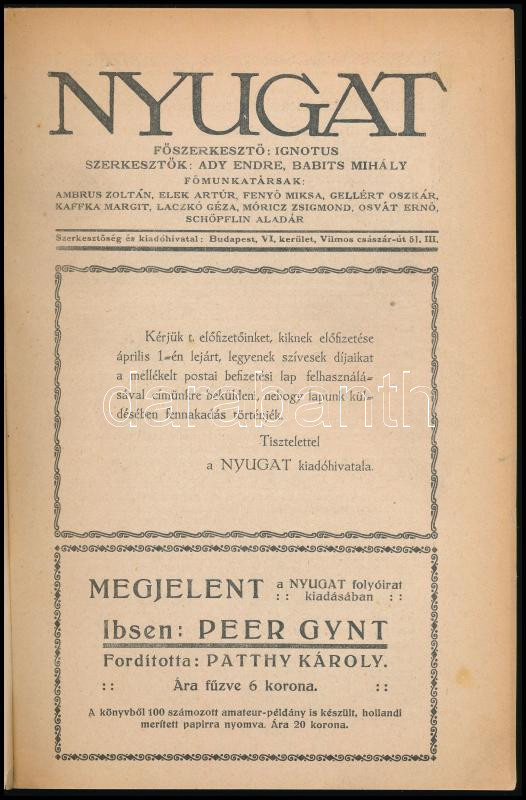 NYUGAT
FŐSZERKESZTŐ: IGNOTUS
SZERKESZTŐK: ADY ENDRE, BABITS MIHÁLY
FŐMUNKATÁRSAK:
AMBRUS ZOLTÁN, ELEK ARTÚR, FENYŐ MIKSA, GELLÉRT OSZKÁR,
KAFFKA MARGIT, LACZKÓ GÉZA, MÓRICZ ZSIGMOND, OSVÁT ERNŐ,
SCHÖPFLIN ALADÁR
Szerkesztőség és kiadóhivatal: Budapest, VI. kerület, Vilmos császár-út 51. III.
Kérjük t. előfizetőinket, kiknek előfizetése
április 1-én lejárt, legyenek szívesek díjaikat
a mellékelt postai befizetési lap felhasználá=
sával címünkre beküldeni, nehogy lapunk kül=
désében fennakadás történjék.
darabanth
Tisztelettel
a NYUGAT kiadóhivatala.
MEGJELENT a NYUGAT folyóirat
:: kiadásában ::
Ibsen: PEER GYNT
Fordította: PATTHY KÁROLY.
:: Ára fűzve 6 korona. ::
A könyvből 100 számozott amateur-példány is készült, hollandi
merített papirra nyomva. Ára 20 korona.